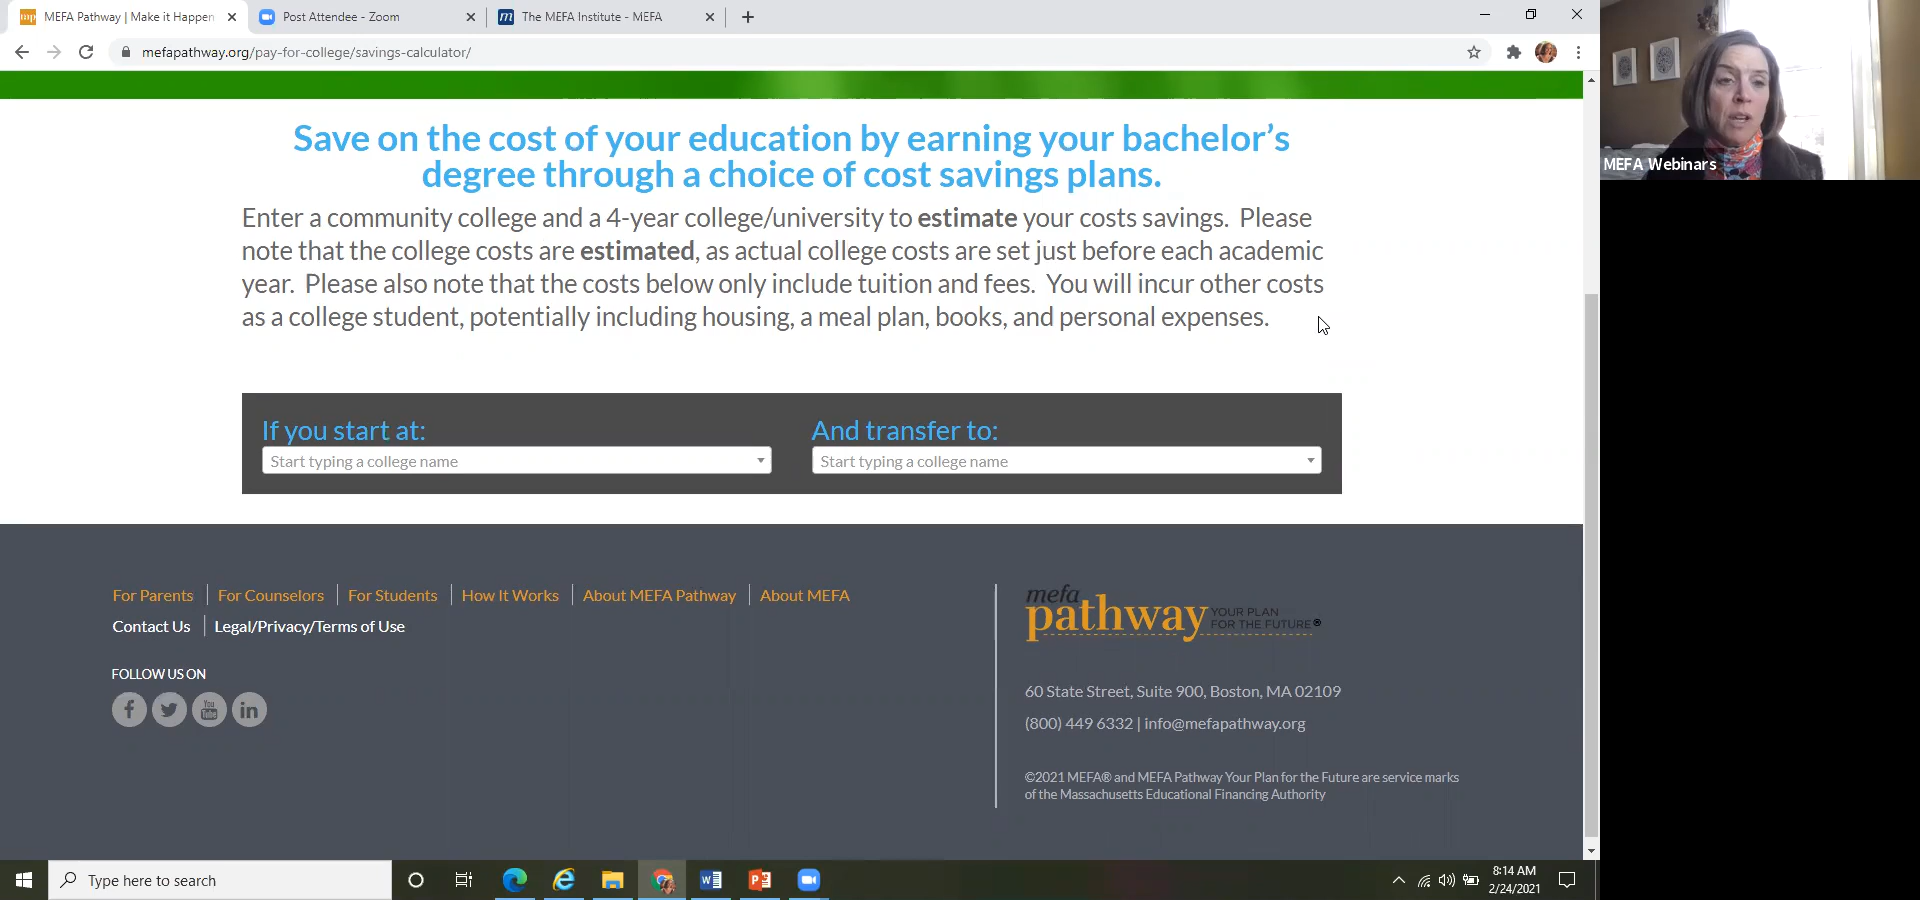 MEFA Pathway | Make it Happen
Post Attendee - Zoom
The MEFA Institute - MEFA
mefapathway.org/pay-for-college/savings-calculator/
MEFA Webinars
Save on the cost of your education by earning your bachelor's
degree through a choice of cost savings plans.
Enter a community college and a 4-year college/university to estimate your costs savings. Please
note that the college costs are estimated, as actual college costs are set just before each academic
year. Please also note that the costs below only include tuition and fees. You will incur other costs
as a college student, potentially including housing, a meal plan, books, and personal expenses.
If you start at:
And transfer to:
Start typing a college name
Start typing a college name
For Parents
For Counselors
For Students
How It Works
About MEFA Pathway
About MEFA
Contact Us
Legal/Privacy/Terms of Use
FOLLOW US ON
mefa
pathway
YOUR PLAN
FOR THE FUTURE®
60 State Street, Suite 900, Boston, MA 02109
(800) 449 6332 | info@mefapathway.org
©2021 MEFA® and MEFA Pathway Your Plan for the Future are service marks
of the Massachusetts Educational Financing Authority
Type here to search
8:14 AM
2/24/2021